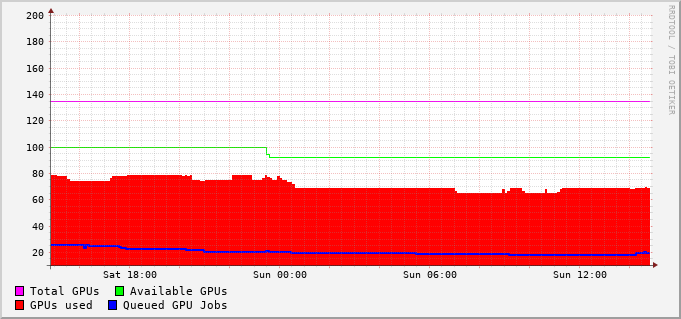 200
180
160
140
120
100
80
60
40
20
Sat 18:00 Sun 00:00 Sun 06:00 Sun 12:00
Total GPUs Available GPUs
GPUs used Queued GPU Jobs
RRDTOOL / TOBI OETIKER